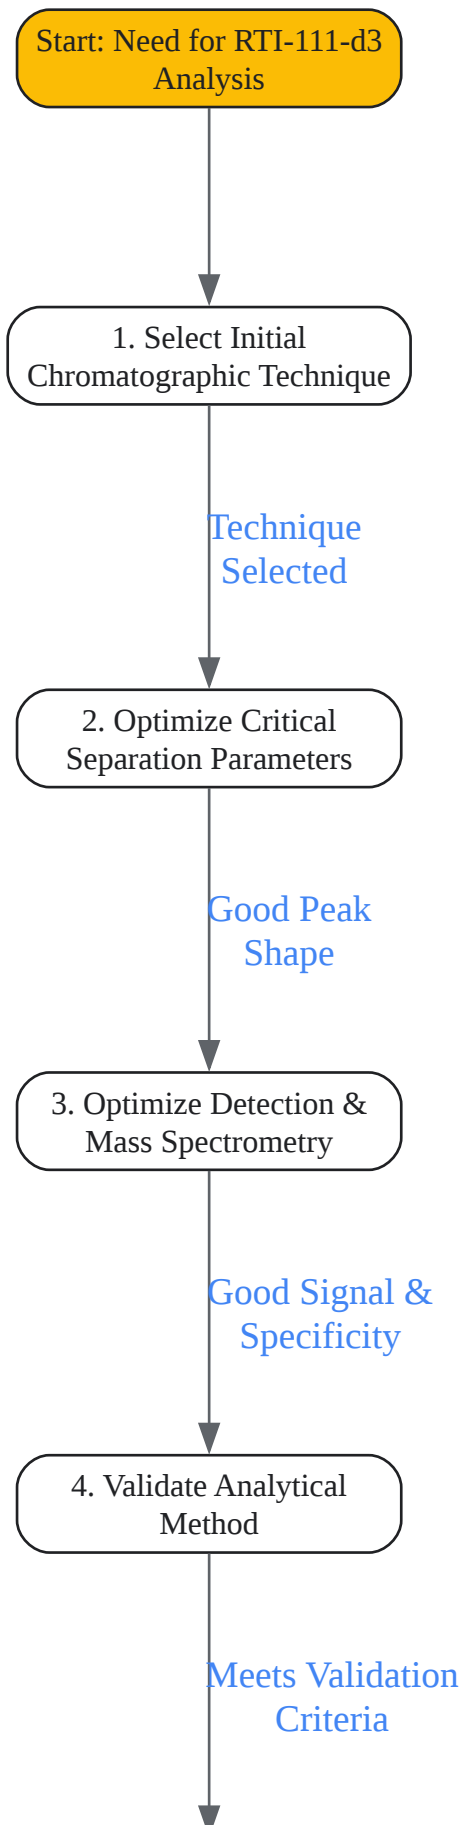 Start: Need for RTI-111-d3
Analysis
1. Select Initial
Chromatographic Technique
Technique
Selected
2. Optimize Critical
Separation Parameters
Good Peak
Shape
3. Optimize Detection &
Mass Spectrometry
Good Signal &
Specificity
4. Validate Analytical
Method
Meets Validation
Criteria